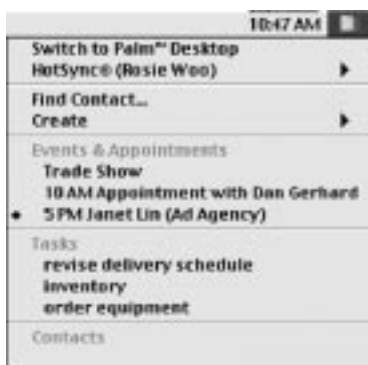 10:47 AM
Switch to Palm™ Desktop
HotSync® (Rosie Woo)
Find Contact...
Create
Events & Appointments
Trade Show
10 AM Appointment with Dan Gerhard
5 PM Janet Lin (Ad Agency)
Tasks
revise delivery schedule
inventory
order equipment
Contacts